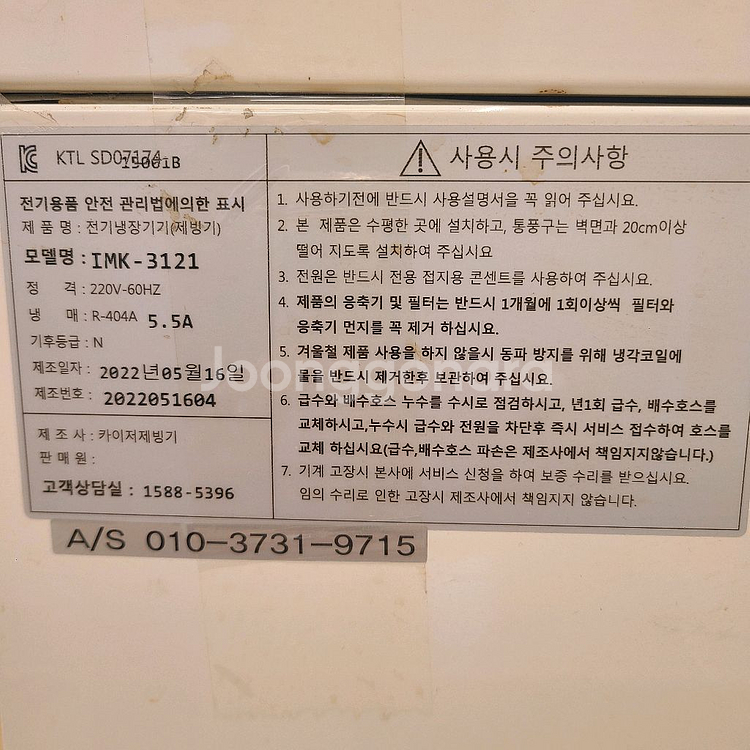 KTL SD07174
15001B
전기용품 안전 관리법에의한 표시
제 품 명 : 전기냉장기기(제빙기)
모델명 : IMK-3121
정 격 : 220V-60HZ
냉 매 : R-404A 5.5A
기후등급 : N
제조일자 : 2022년05월16일
제조번호 : 2022051604
제 조 사 : 카이저제빙기
판 매 원 :
고객상담실 : 1588-5396
사용시 주의사항
1. 사용하기전에 반드시 사용설명서을 꼭 읽어 주십시요.
2. 본 제품은 수평한 곳에 설치하고, 통풍구는 벽면과 20cm이상
떨어 지도록 설치하여 주십시요
3. 전원은 반드시 전용 접지용 콘센트를 사용하여 주십시요.
4. 제품의 응축기 및 필터는 반드시 1개월에 1회이상씩 필터와
응축기 먼지를 꼭 제거 하십시요.
5. 겨울철 제품 사용을 하지 않을시 동파 방지를 위해 냉각코일에
물을 반드시 제거한후 보관하여 주십시요.
6. 급수와 배수호스 누수를 수시로 점검하시고, 년1회 급수, 배수호스를
교체하시고,누수시 급수와 전원을 차단후 즉시 서비스 접수하여 호스를
교체 하십시요(급수,배수호스 파손은 제조사에서 책임지지않습니다.)
7. 기계 고장시 본사에 서비스 신청을 하여 보증 수리를 받으십시요.
임의 수리로 인한 고장시 제조사에서 책임지지 않습니다.
A/S 010-3731-9715
Joonggonara